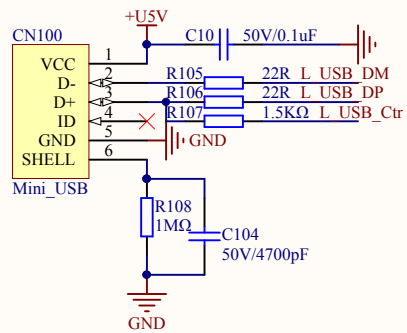 CN100
+U5V
C10 50V/0.1uF
VCC 1
D- 2 R105 22R L_USB_DM
D+ 3 R106 22R L_USB_DP
ID 4 R107 1.5KΩ L_USB_Ctr
GND 5 GND
SHELL 6
Mini_USB
R108
1MΩ
C104
50V/4700pF
GND